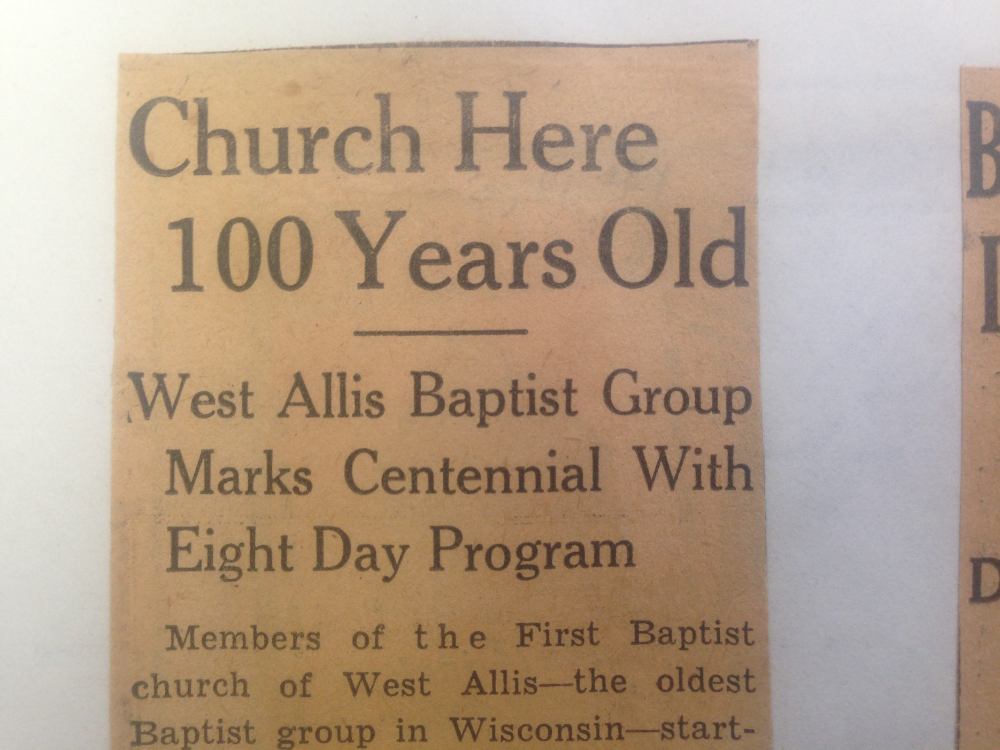 Church Here
100 Years Old
West Allis Baptist Group
Marks Centennial With
Eight Day Program
Members of the First Baptist
church of West Allis—the oldest
Baptist group in Wisconsin—start-
B
D